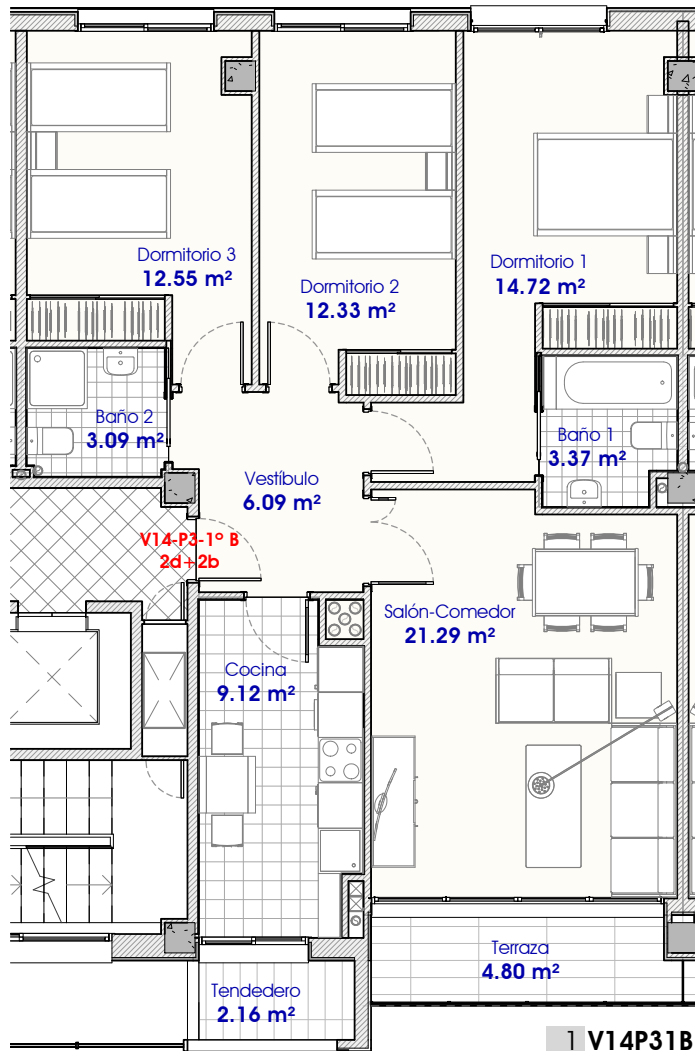 Dormitorio 3
12.55 m²
Dormitorio 2
12.33 m²
Dormitorio 1
14.72 m²
Baño 2
3.09 m²
Baño 1
3.37 m²
Vestíbulo
6.09 m²
V14-P3-1º B
2d+2b
Salón-Comedor
21.29 m²
Cocina
9.12 m²
Terraza
4.80 m²
Tendedero
2.16 m²
1 V14P31B